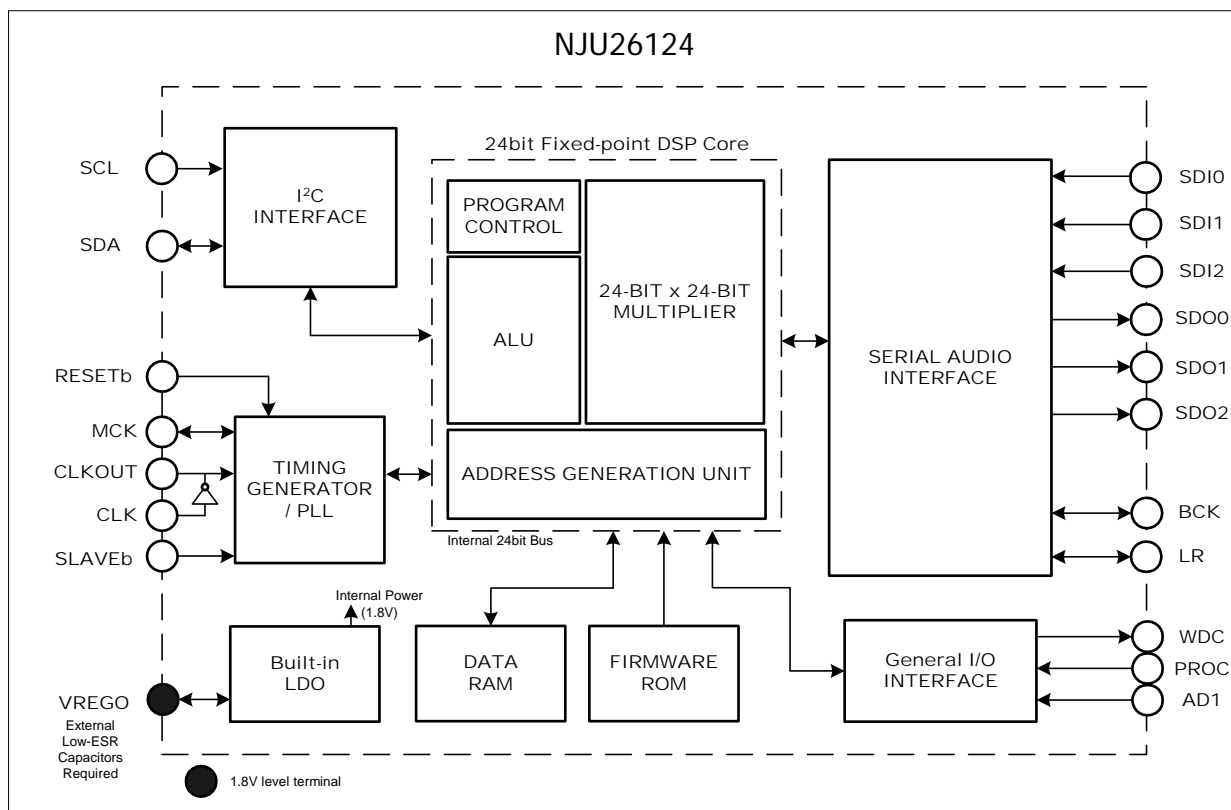 NJU26124
24bit Fixed-point DSP Core
SCL
SDA
I²C
INTERFACE
PROGRAM
CONTROL
ALU
24-BIT x 24-BIT
MULTIPLIER
ADDRESS GENERATION UNIT
Internal 24bit Bus
SERIAL AUDIO
INTERFACE
SDI0
SDI1
SDI2
SDO0
SDO1
SDO2
BCK
LR
RESETb
MCK
CLKOUT
CLK
SLAVEb
TIMING
GENERATOR
/ PLL
Internal Power
(1.8V)
Built-in
LDO
DATA
RAM
FIRMWARE
ROM
General I/O
INTERFACE
WDC
PROC
AD1
VREGO
External
Low-ESR
Capacitors
Required
1.8V level terminal